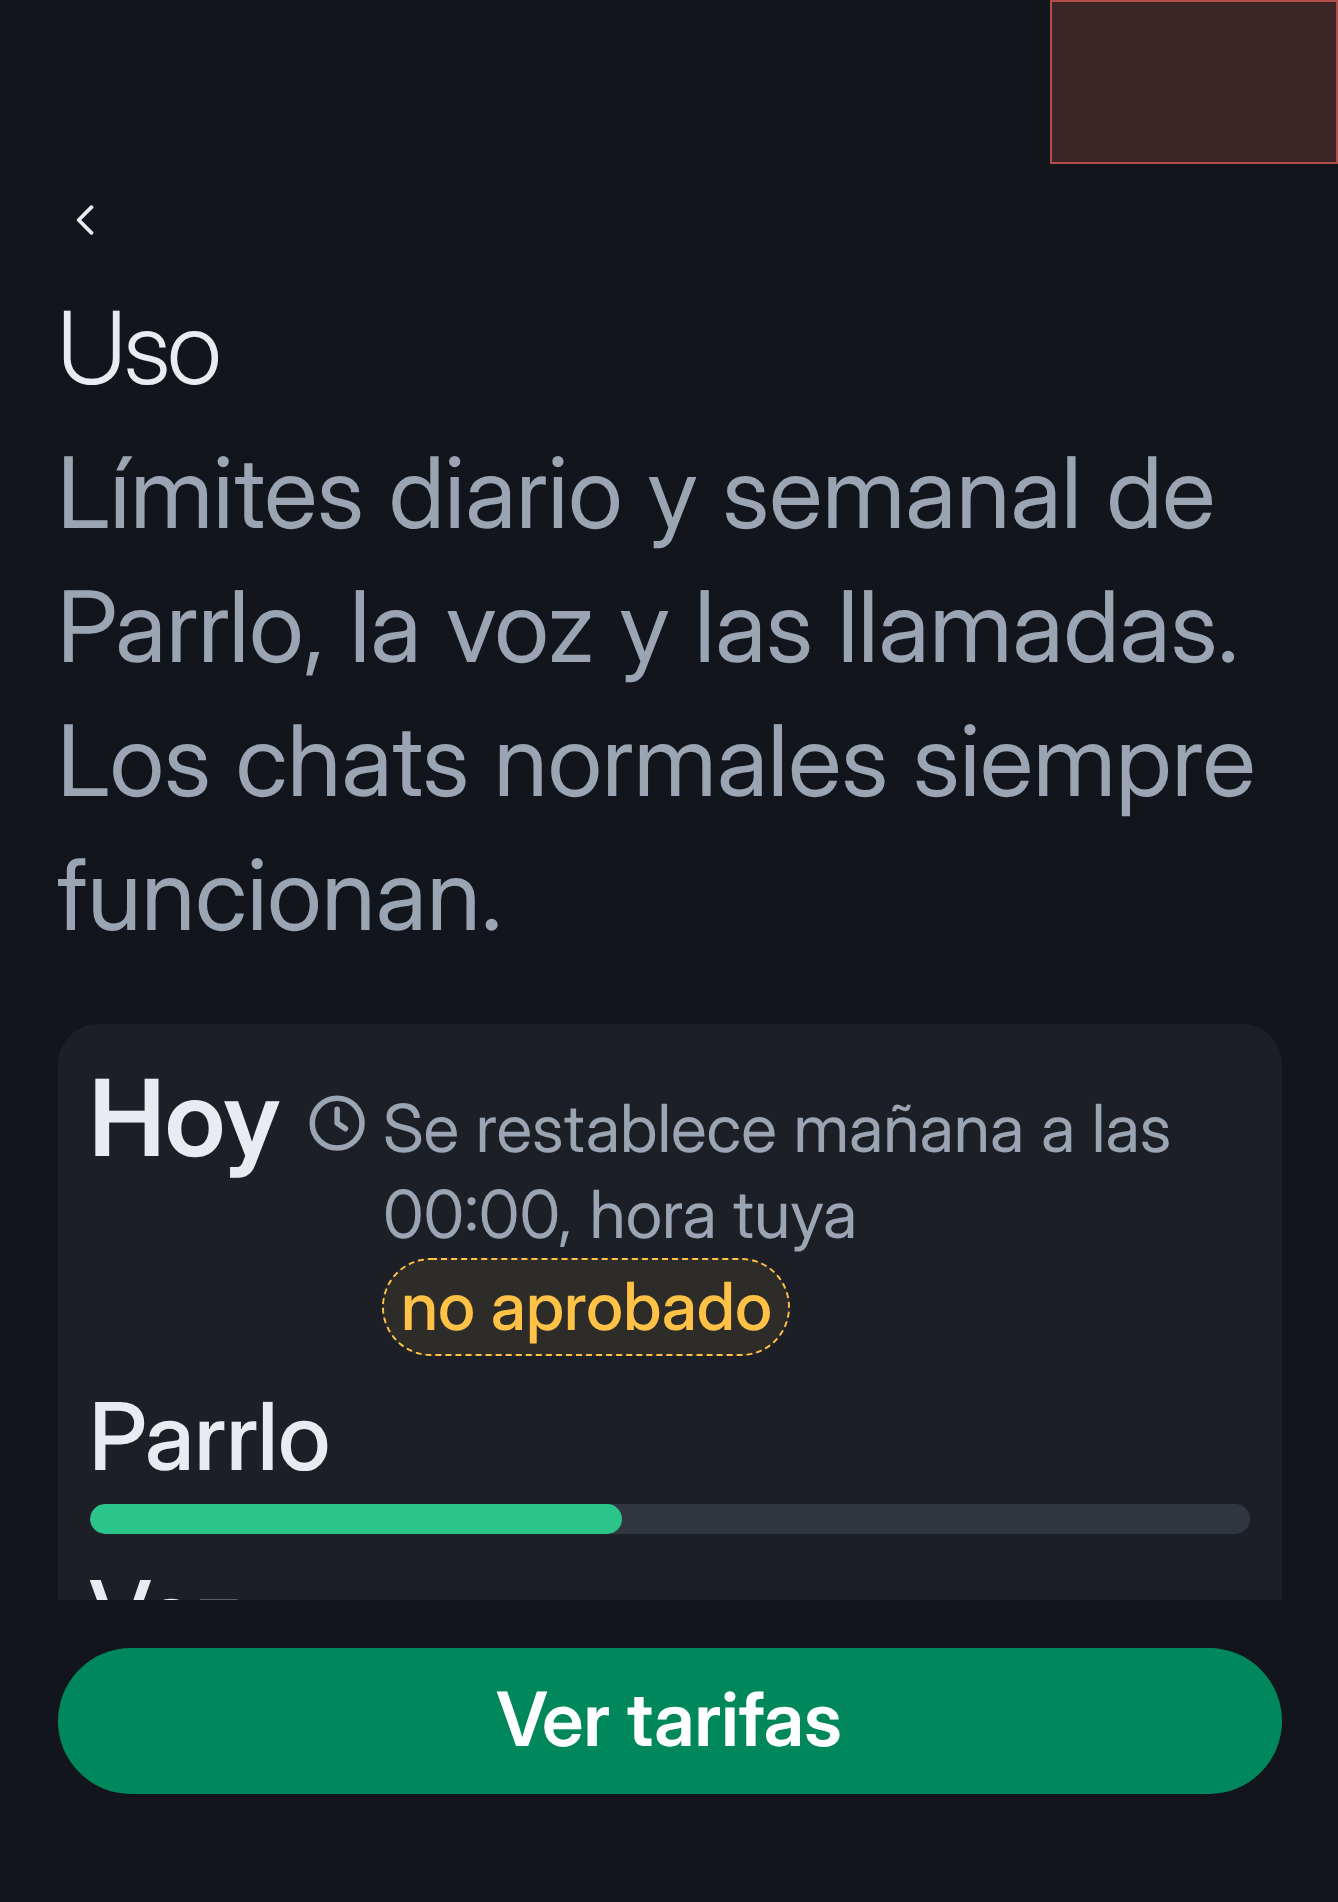 Uso
Límites diario y semanal de
Parrlo, la voz y las llamadas.
Los chats normales siempre
funcionan.
Hoy Se restablece mañana a las
00:00, hora tuya
no aprobado
Parrlo
Ver tarifas